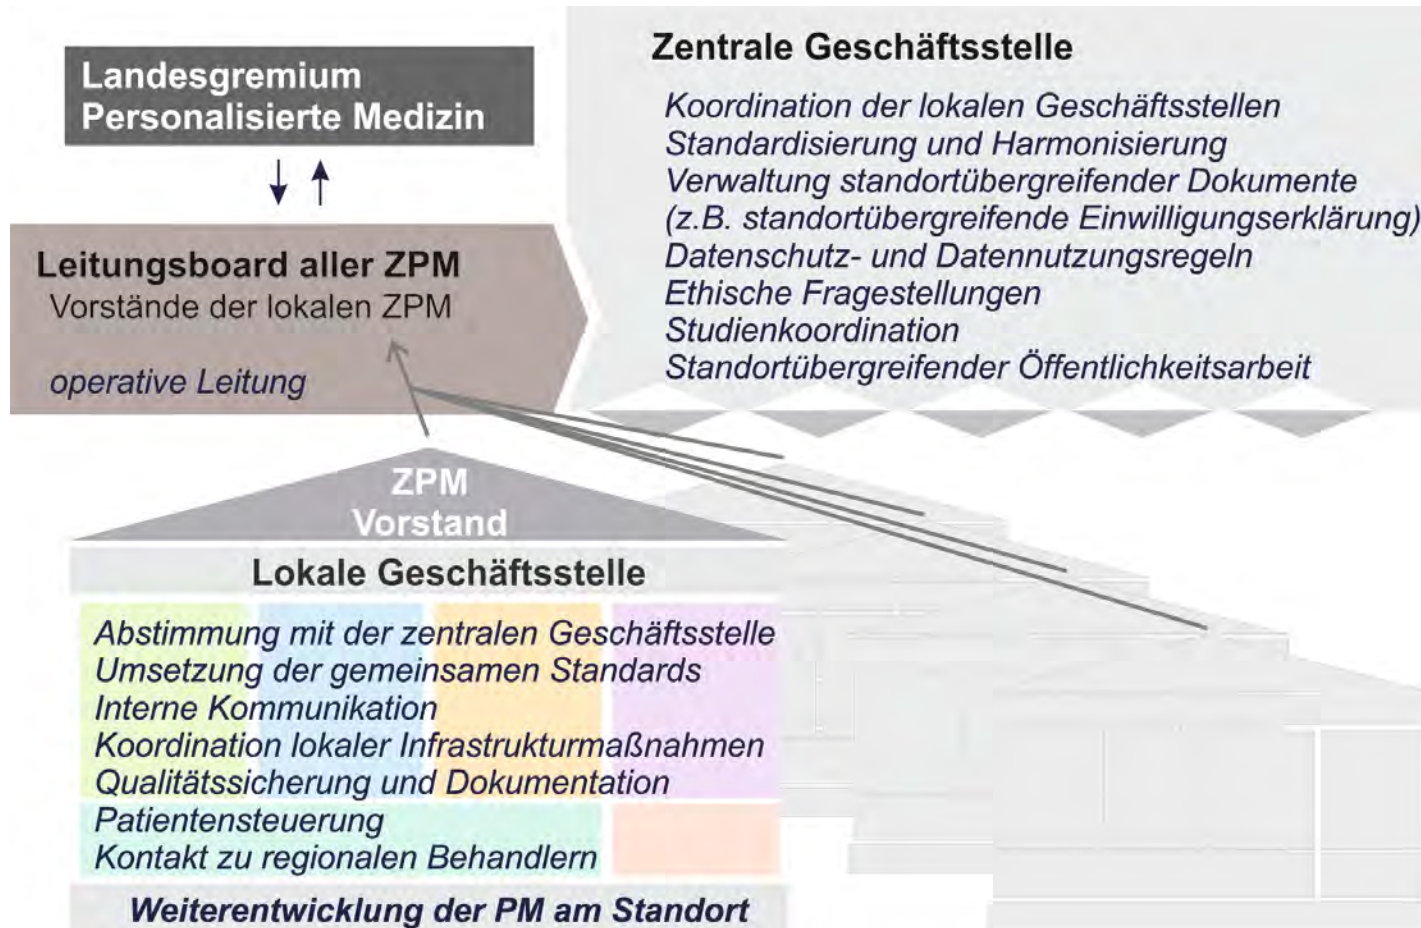 Landesgremium
Personalisierte Medizin
Leitungsboard aller ZPM
Vorstände der lokalen ZPM
operative Leitung
Zentrale Geschäftsstelle
Koordination der lokalen Geschäftsstellen
Standardisierung und Harmonisierung
Verwaltung standortübergreifender Dokumente
(z.B. standortübergreifende Einwilligungserklärung)
Datenschutz- und Datennutzungsregeln
Ethische Fragestellungen
Studienkoordination
Standortübergreifender Öffentlichkeitsarbeit
ZPM
Vorstand
Lokale Geschäftsstelle
Abstimmung mit der zentralen Geschäftsstelle
Umsetzung der gemeinsamen Standards
Interne Kommunikation
Koordination lokaler Infrastrukturmaßnahmen
Qualitätssicherung und Dokumentation
Patientensteuerung
Kontakt zu regionalen Behandlern
Weiterentwicklung der PM am Standort